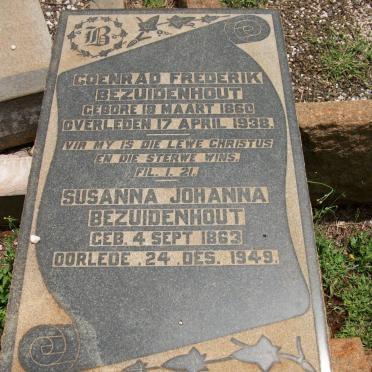 B
COENRAD FREDERIK
BEZUIDENHOUT
GEBORE 19 MAART 1860
OVERLEDEN 17 APRIL 1938.
VIR MY IS DIE LEWE CHRISTUS
EN DIE STERWE WINS.
FIL. 1. 21.
SUSANNA JOHANNA
BEZUIDENHOUT
GEB. 4 SEPT 1863
OORLEDE. 24. DES. 1949.